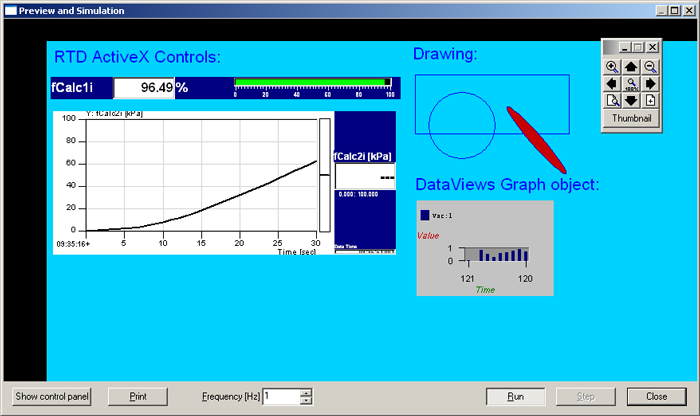 Preview and Simulation
RTD ActiveX Controls:
Drawing:
fCalc1i 96.49 %
0 20 40 60 80 100
100%
Thumbnail
Y: fCalc2i [kPa]
100
80
60
40
20
0
09:35:16+ 5 10 15 20 25 30
Time [sec]
fCalc2i [kPa]
---
0.000: 100.000
Data Time
DataViews Graph object:
Var:1
Value
1
0
121 120
Time
Show control panel Print Frequency [Hz] 1 Run Step Close